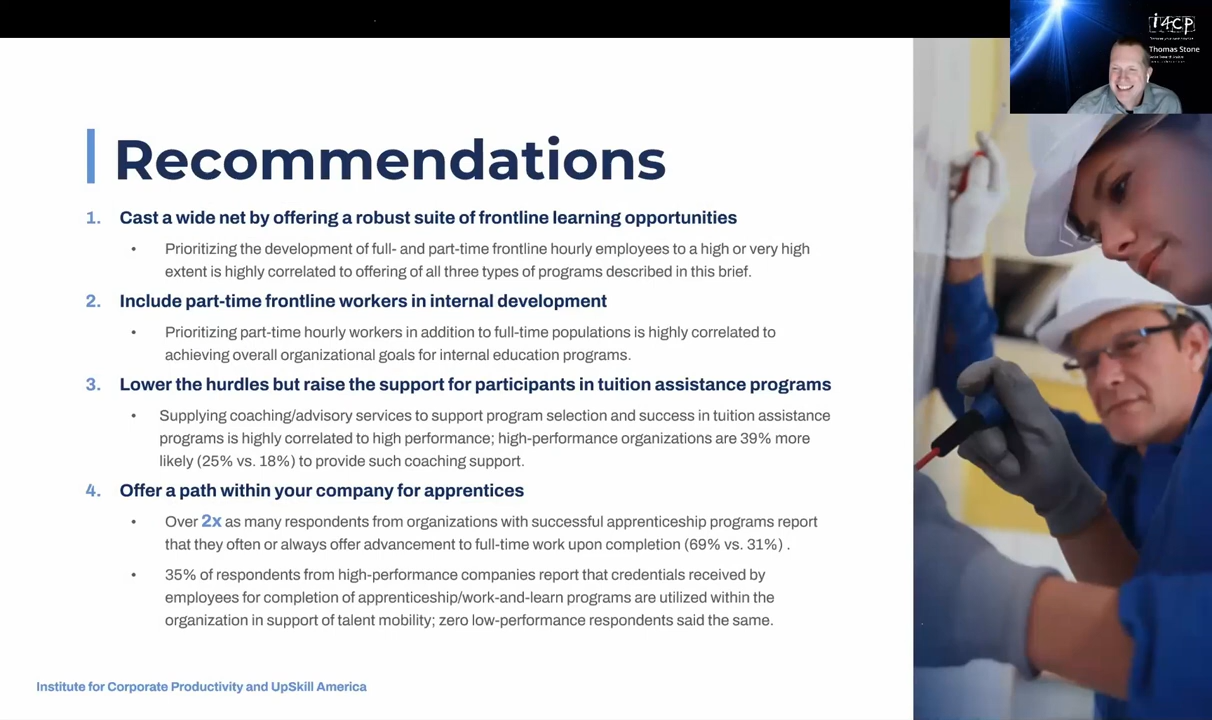 i4cp
Thomas Stone
Recommendations
1. Cast a wide net by offering a robust suite of frontline learning opportunities
• Prioritizing the development of full- and part-time frontline hourly employees to a high or very high
extent is highly correlated to offering of all three types of programs described in this brief.
2. Include part-time frontline workers in internal development
• Prioritizing part-time hourly workers in addition to full-time populations is highly correlated to
achieving overall organizational goals for internal education programs.
3. Lower the hurdles but raise the support for participants in tuition assistance programs
• Supplying coaching/advisory services to support program selection and success in tuition assistance
programs is highly correlated to high performance; high-performance organizations are 39% more
likely (25% vs. 18%) to provide such coaching support.
4. Offer a path within your company for apprentices
• Over 2x as many respondents from organizations with successful apprenticeship programs report
that they often or always offer advancement to full-time work upon completion (69% vs. 31%) .
• 35% of respondents from high-performance companies report that credentials received by
employees for completion of apprenticeship/work-and-learn programs are utilized within the
organization in support of talent mobility; zero low-performance respondents said the same.
Institute for Corporate Productivity and UpSkill America